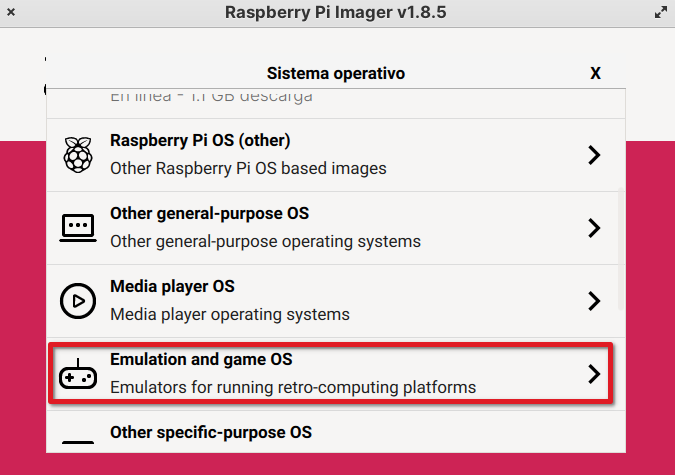 Raspberry Pi Imager v1.8.5
Sistema operativo
X
En línea - 1.1 GB descarga
Raspberry Pi OS (other)
Other Raspberry Pi OS based images
Other general-purpose OS
Other general-purpose operating systems
Media player OS
Media player operating systems
Emulation and game OS
Emulators for running retro-computing platforms
Other specific-purpose OS